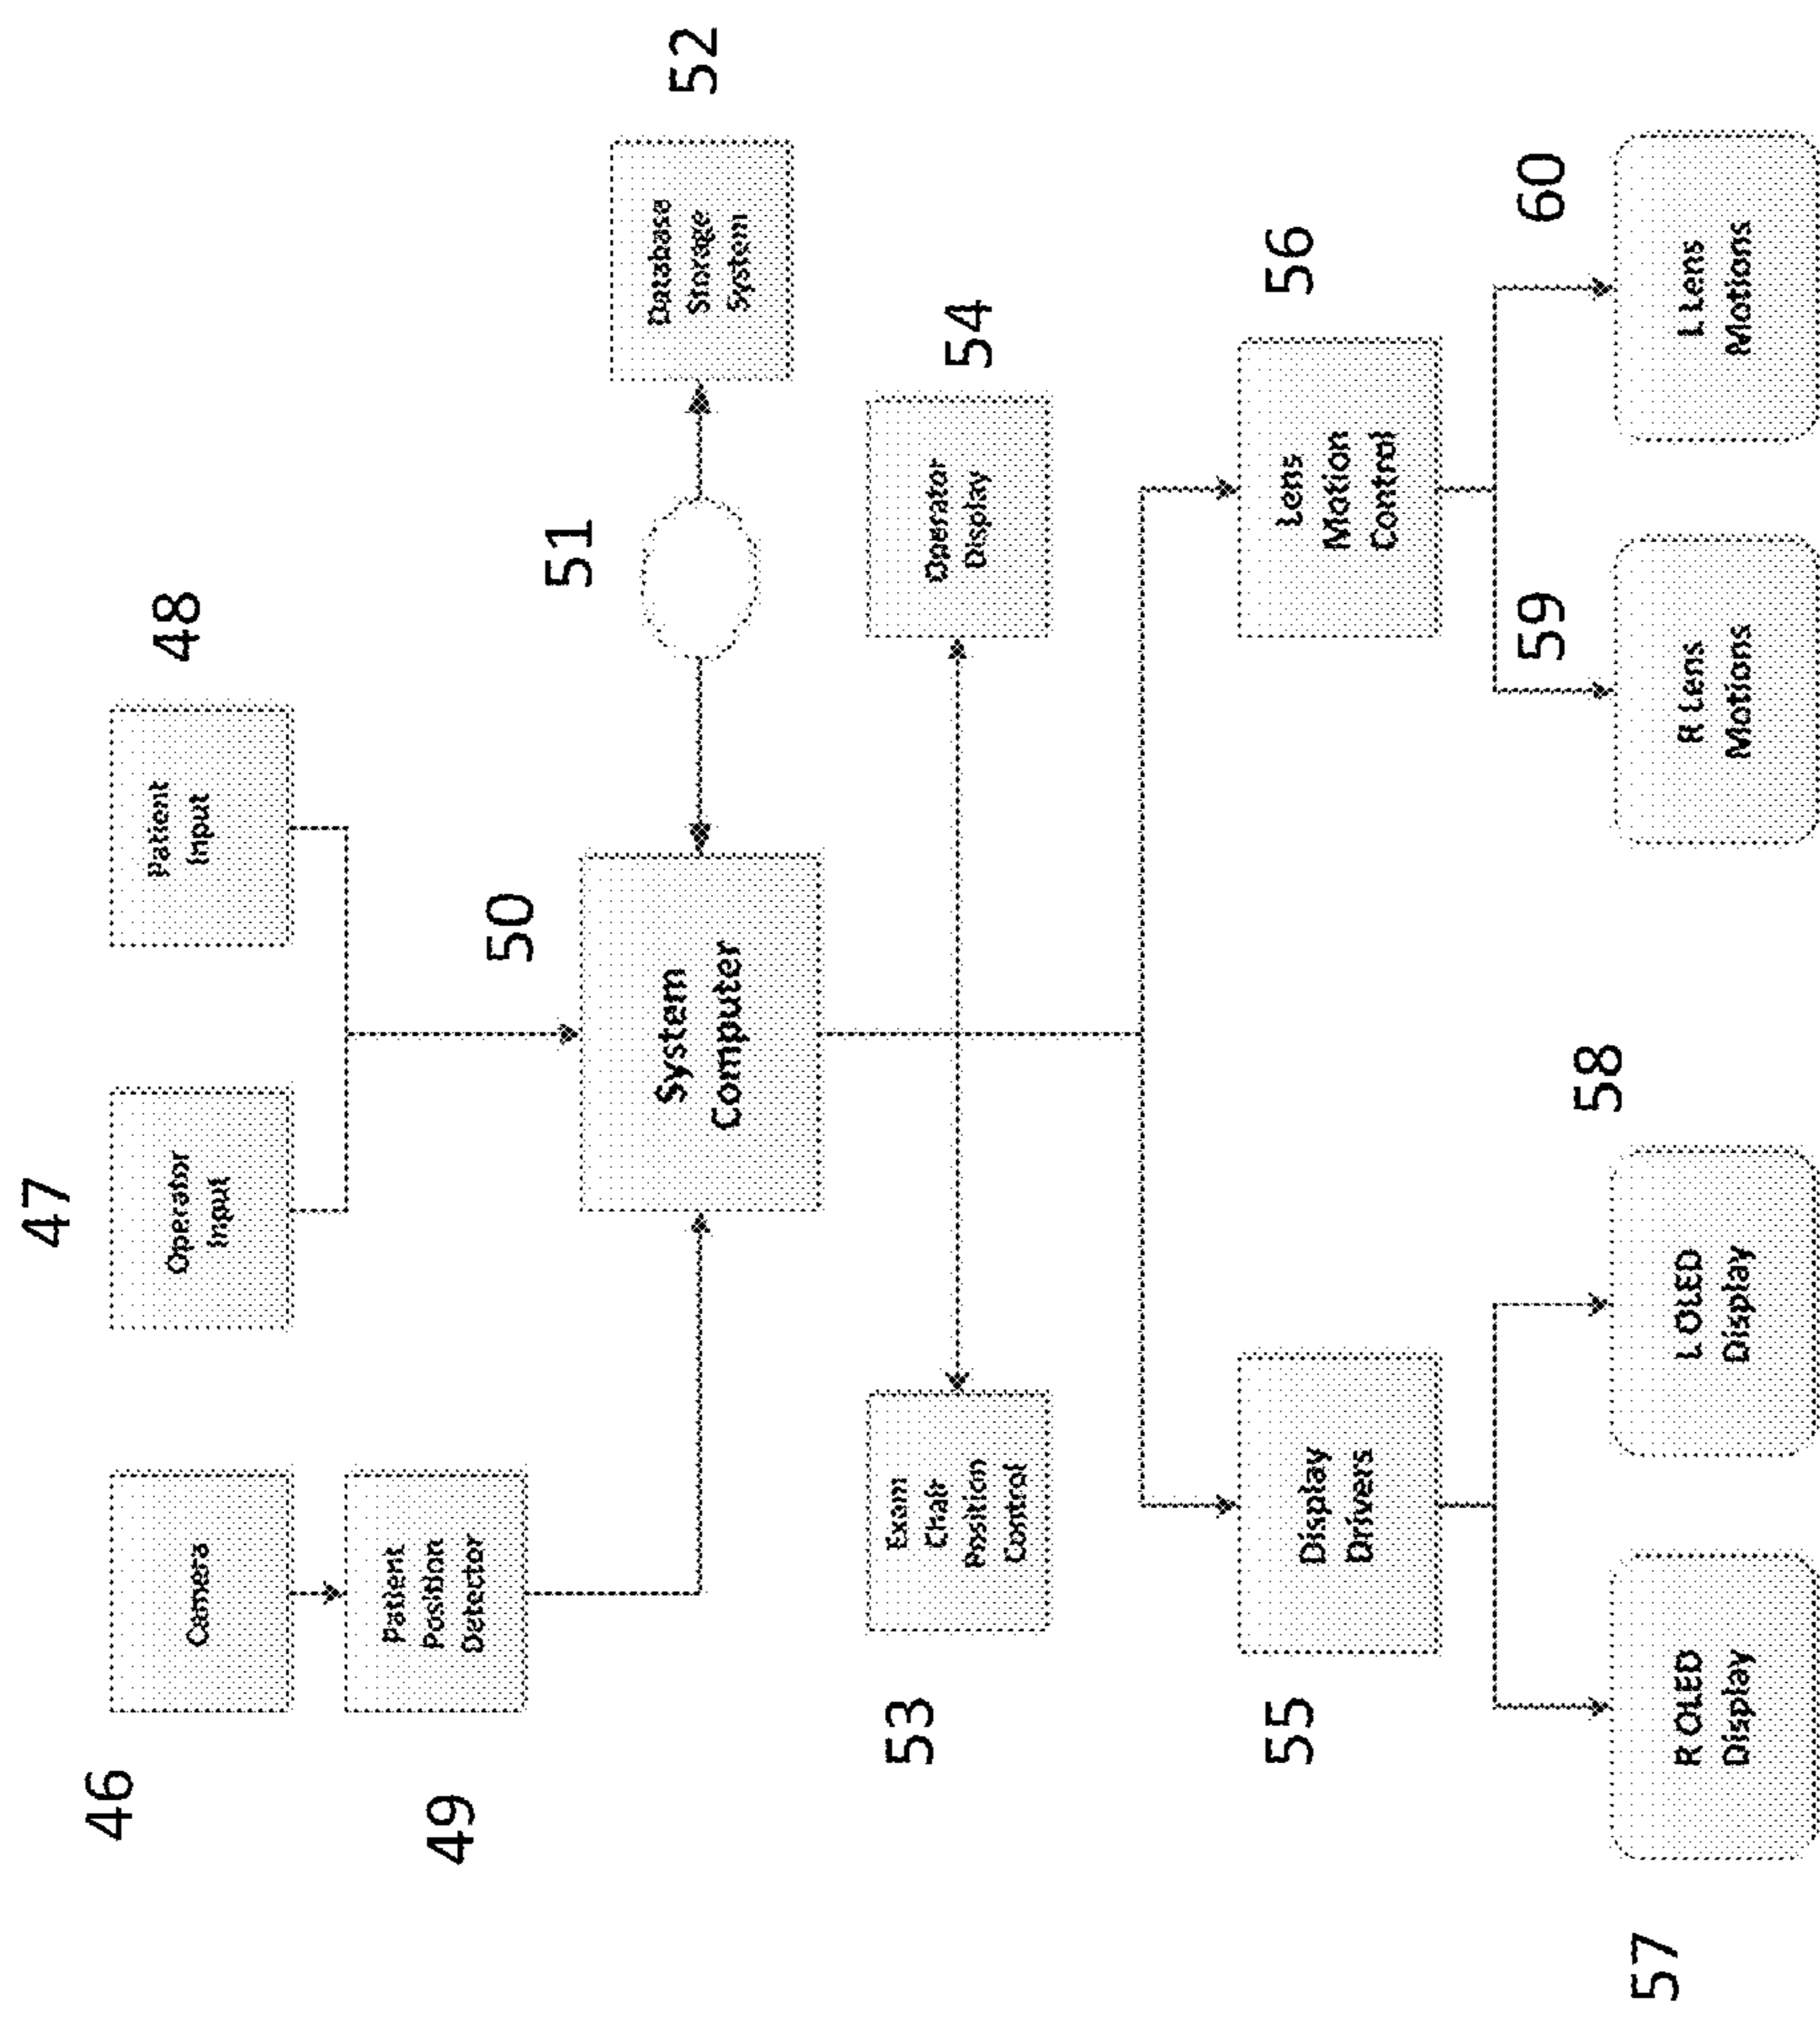 46
Camera
47
Operator
Input
48
Patient
Input
49
Patient
Position
Detector
50
System
Computer
51
52
Database
Storage
System
53
Exam
Chair
Position
Control
54
Operator
Display
55
Display
Drivers
56
Lens
Motion
Control
57
R OLED
Display
58
L OLED
Display
59
R Lens
Motions
60
L Lens
Motions